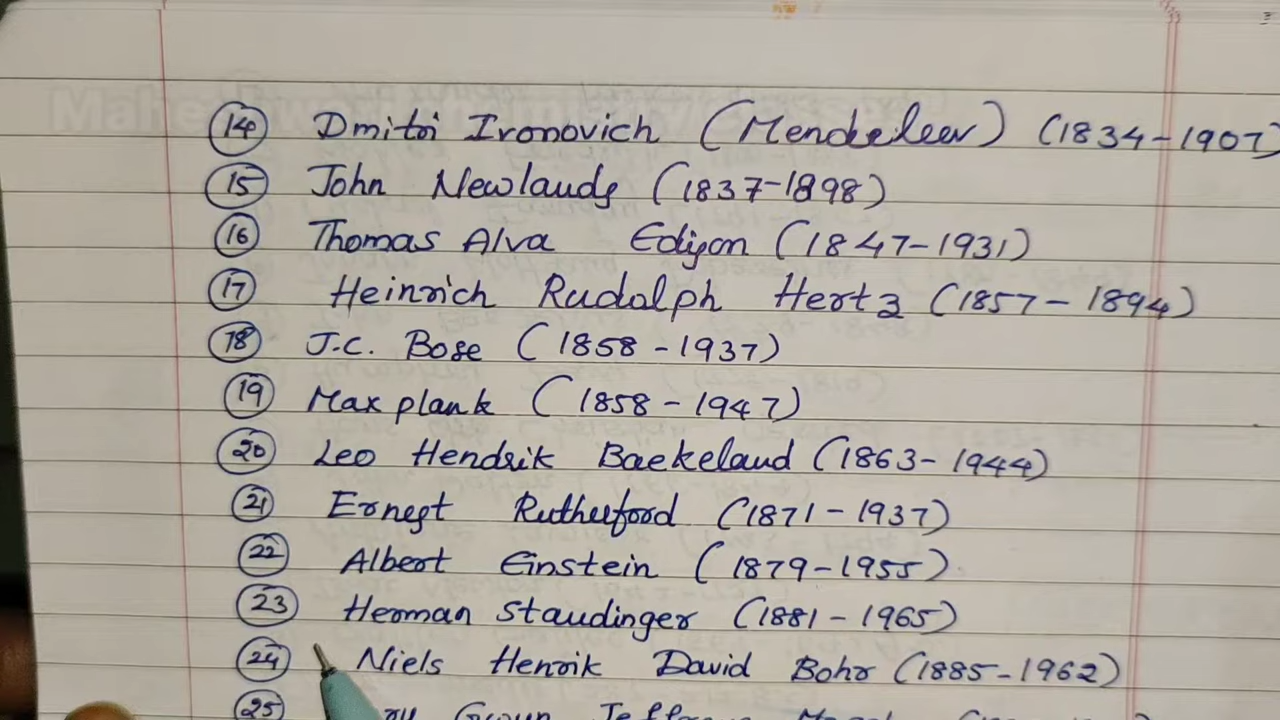 14 Dmitri Ironovich (Mendeleev) (1834-1907)
15 John Newlands (1837-1898)
16 Thomas Alva Edison (1847-1931)
17 Heinrich Rudolph Hertz (1857-1894)
18 J.C. Bose (1858-1937)
19 Max plank (1858-1947)
20 Leo Hendrik Baekeland (1863-1944)
21 Ernest Rutherford (1871-1937)
22 Albert Einstein (1879-1955)
23 Herman Staudinger (1881-1965)
24 Niels Henrik David Bohr (1885-1962)
25